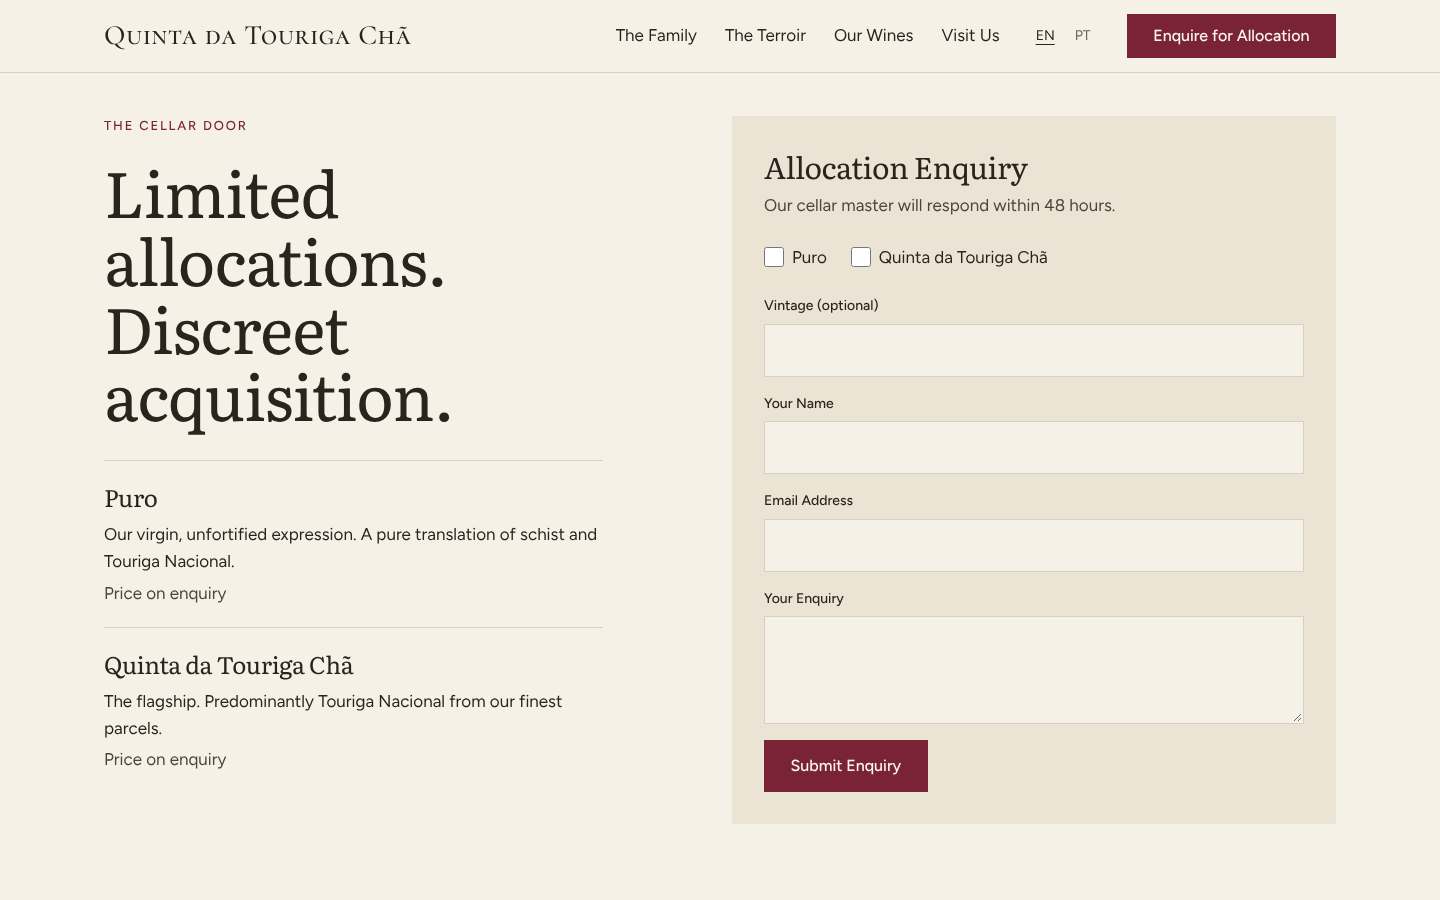 Quinta da Touriga Chã
The Family
The Terroir
Our Wines
Visit Us
EN
PT
Enquire for Allocation
THE CELLAR DOOR
Limited
allocations.
Discreet
acquisition.
Puro
Our virgin, unfortified expression. A pure translation of schist and
Touriga Nacional.
Price on enquiry
Quinta da Touriga Chã
The flagship. Predominantly Touriga Nacional from our finest
parcels.
Price on enquiry
Allocation Enquiry
Our cellar master will respond within 48 hours.
Puro
Quinta da Touriga Chã
Vintage (optional)
Your Name
Email Address
Your Enquiry
Submit Enquiry